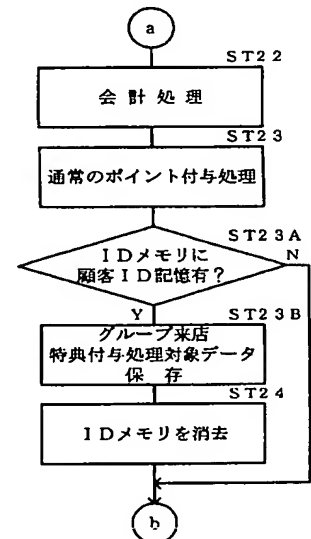 a
ST22
会計処理
ST23
通常のポイント付与処理
ST23A
IDメモリに
顧客ID記憶有?
N
Y
ST23B
グループ来店
特典付与処理対象データ
保存
ST24
IDメモリを消去
b